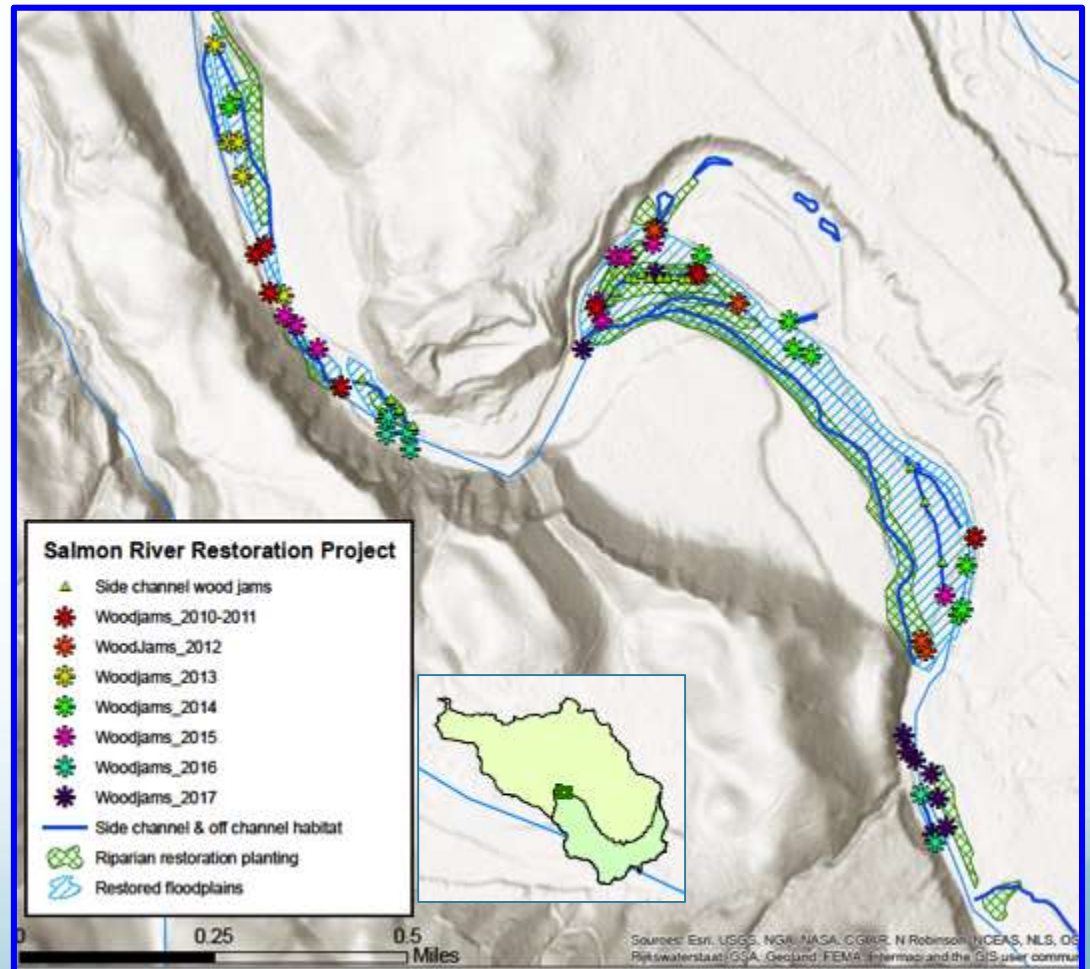 Salmon River Restoration Project
Side channel wood jams
Woodjams_2010-2011
WoodJams_2012
Woodjams_2013
Woodjams_2014
Woodjams_2015
Woodjams_2016
Woodjams_2017
Side channel & off channel habitat
Riparian restoration planting
Restored floodplains
0 0.25 0.5
Miles
Sources: Esri, USGS, NGA, NASA, CGIAR, N Robinson, NCEAS, NLS,
Rijkswaterstaat, GSA, Geoland, FEMA, Intermap and the GIS user